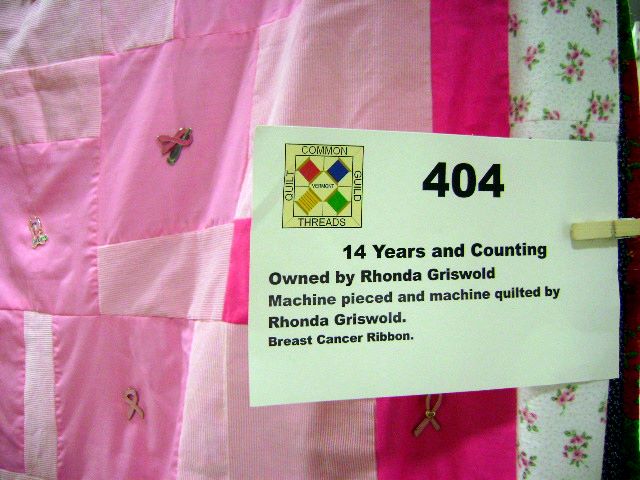 COMMON
QUILT
VERMONT
GUILD
THREADS
404
14 Years and Counting
Owned by Rhonda Griswold
Machine pieced and machine quilted by
Rhonda Griswold.
Breast Cancer Ribbon.